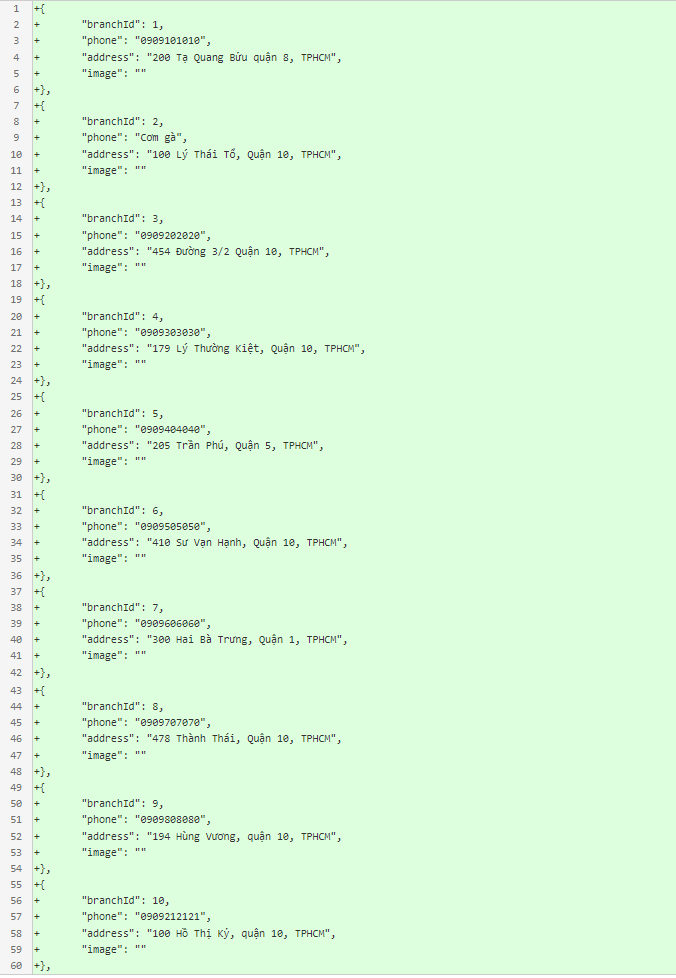 1 +{
2 + "branchId": 1,
3 + "phone": "0909101010",
4 + "address": "200 Tạ Quang Bửu quận 8, TPHCM",
5 + "image": ""
6 +},
7 +{
8 + "branchId": 2,
9 + "phone": "Cơm gà",
10 + "address": "100 Lý Thái Tổ, Quận 10, TPHCM",
11 + "image": ""
12 +},
13 +{
14 + "branchId": 3,
15 + "phone": "0909202020",
16 + "address": "454 Đường 3/2 Quận 10, TPHCM",
17 + "image": ""
18 +},
19 +{
20 + "branchId": 4,
21 + "phone": "0909303030",
22 + "address": "179 Lý Thường Kiệt, Quận 10, TPHCM",
23 + "image": ""
24 +},
25 +{
26 + "branchId": 5,
27 + "phone": "0909404040",
28 + "address": "205 Trần Phú, Quận 5, TPHCM",
29 + "image": ""
30 +},
31 +{
32 + "branchId": 6,
33 + "phone": "0909505050",
34 + "address": "410 Sư Vạn Hạnh, Quận 10, TPHCM",
35 + "image": ""
36 +},
37 +{
38 + "branchId": 7,
39 + "phone": "0909606060",
40 + "address": "300 Hai Bà Trưng, Quận 1, TPHCM",
41 + "image": ""
42 +},
43 +{
44 + "branchId": 8,
45 + "phone": "0909707070",
46 + "address": "478 Thành Thái, Quận 10, TPHCM",
47 + "image": ""
48 +},
49 +{
50 + "branchId": 9,
51 + "phone": "0909808080",
52 + "address": "194 Hùng Vương, quận 10, TPHCM",
53 + "image": ""
54 +},
55 +{
56 + "branchId": 10,
57 + "phone": "0909212121",
58 + "address": "100 Hồ Thị Kỷ, quận 10, TPHCM",
59 + "image": ""
60 +},